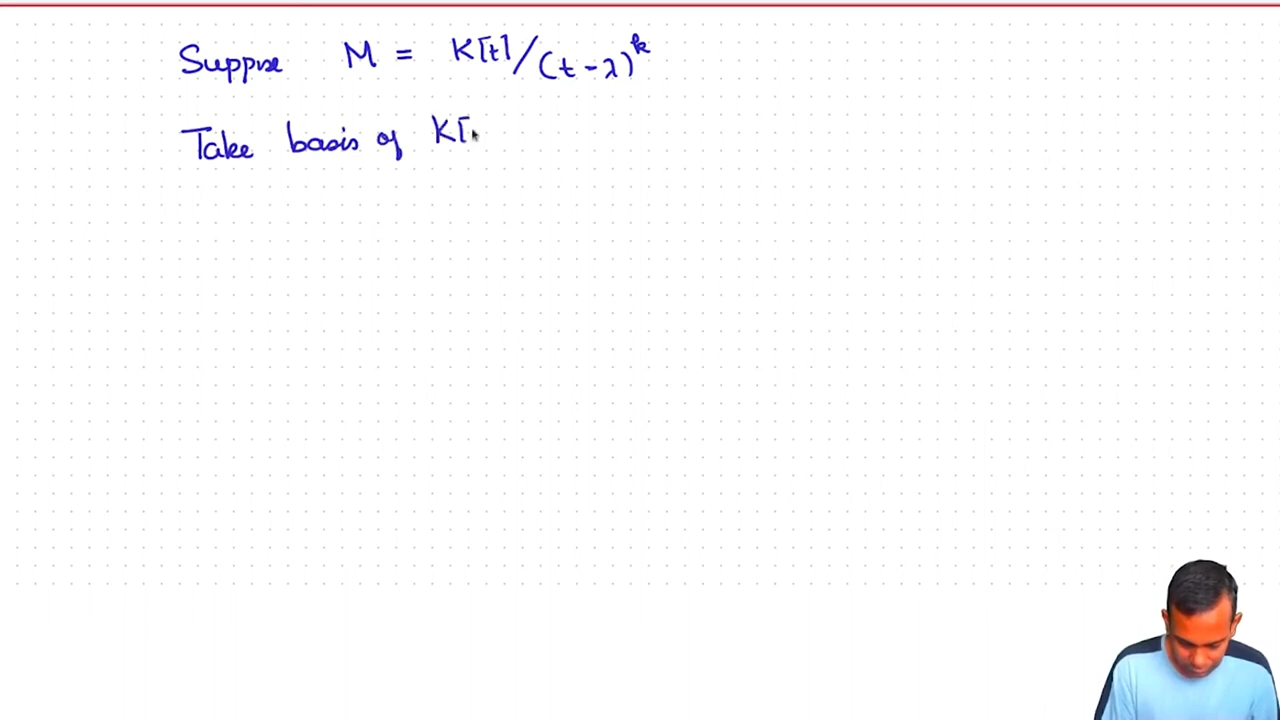 Suppose M = K[t]/(t-λ)^k
Take basis of K[